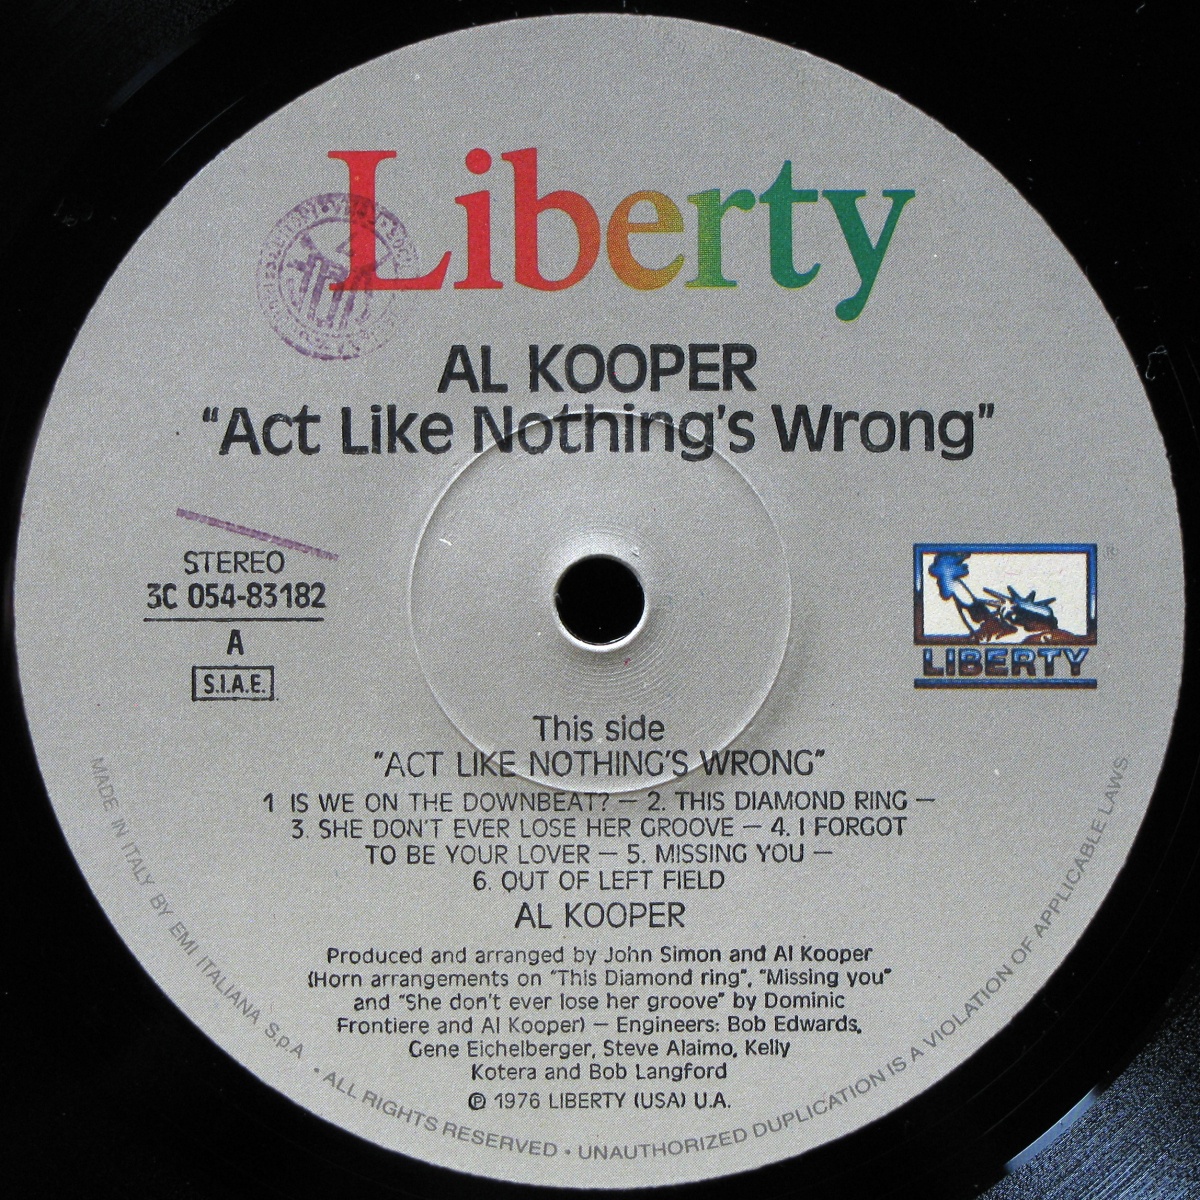 Liberty
AL KOOPER
“Act Like Nothing's Wrong”
STEREO
3C 054-83182
A
S.I.A.E.
®
LIBERTY
This side
“ACT LIKE NOTHING'S WRONG”
1 IS WE ON THE DOWNBEAT? — 2. THIS DIAMOND RING —
3. SHE DON'T EVER LOSE HER GROOVE — 4. I FORGOT
TO BE YOUR LOVER — 5. MISSING YOU —
6. OUT OF LEFT FIELD
AL KOOPER
Produced and arranged by John Simon and Al Kooper
(Horn arrangements on “This Diamond ring”, “Missing you”
and “She don't ever lose her groove” by Dominic
Frontiere and Al Kooper) — Engineers: Bob Edwards,
Gene Eichelberger, Steve Alaimo, Kelly
Kotera and Bob Langford
℗ 1976 LIBERTY (USA) U.A.
MADE IN ITALY BY EMI ITALIANA S.p.A • ALL RIGHTS RESERVED • UNAUTHORIZED DUPLICATION IS A VIOLATION OF APPLICABLE LAWS